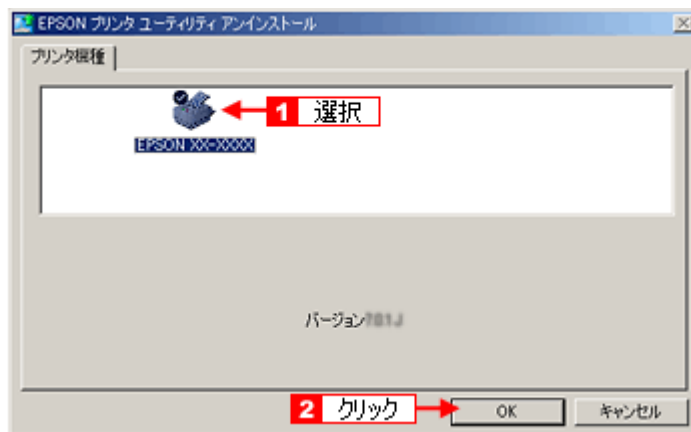 EPSON プリンタ ユーティリティ アンインストール
プリンタ機種
1 選択
EPSON XX-XXXX
バージョン
2 クリック
OK
キャンセル